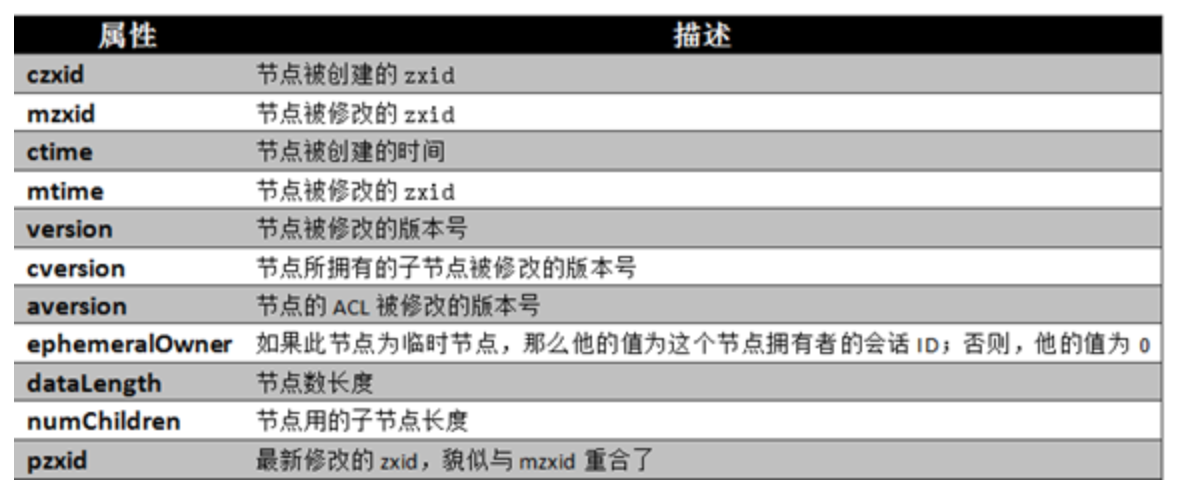 属性 描述
czxid 节点被创建的 zxid
mzxid 节点被修改的 zxid
ctime 节点被创建的时间
mtime 节点被修改的 zxid
version 节点被修改的版本号
cversion 节点所拥有的子节点被修改的版本号
aversion 节点的 ACL 被修改的版本号
ephemeralOwner 如果此节点为临时节点，那么他的值为这个节点拥有者的会话 ID；否则，他的值为 0
dataLength 节点数长度
numChildren 节点用的子节点长度
pzxid 最新修改的 zxid，貌似与 mzxid 重合了